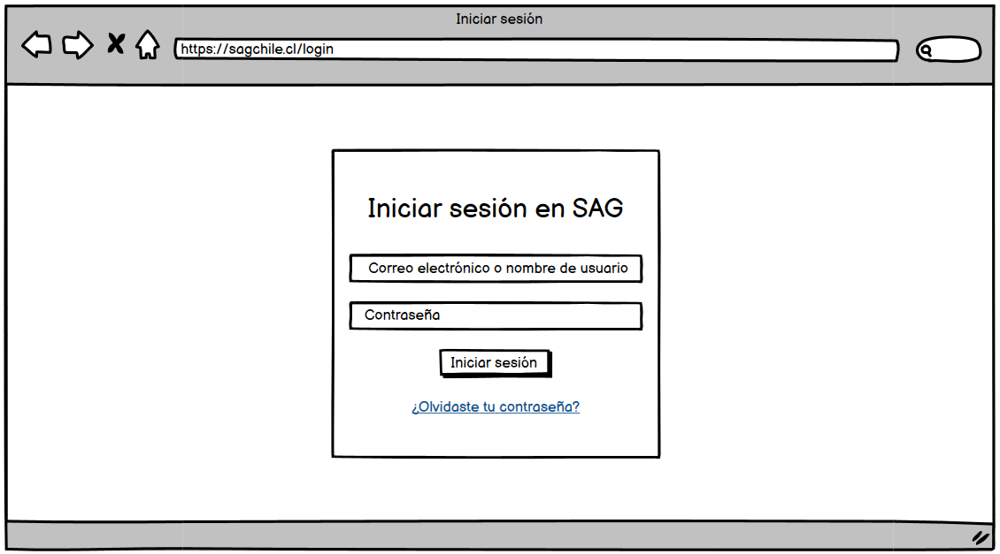 Iniciar sesión
https://sagchile.cl/login
Iniciar sesión en SAG
Correo electrónico o nombre de usuario
Contraseña
Iniciar sesión
¿Olvidaste tu contraseña?